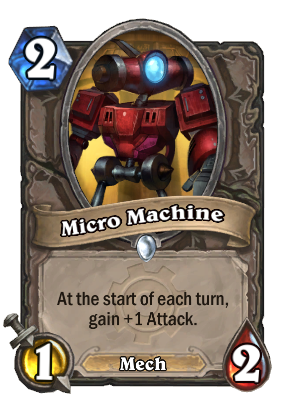 2
Micro Machine
At the start of each turn,
gain +1 Attack.
1
Mech
2